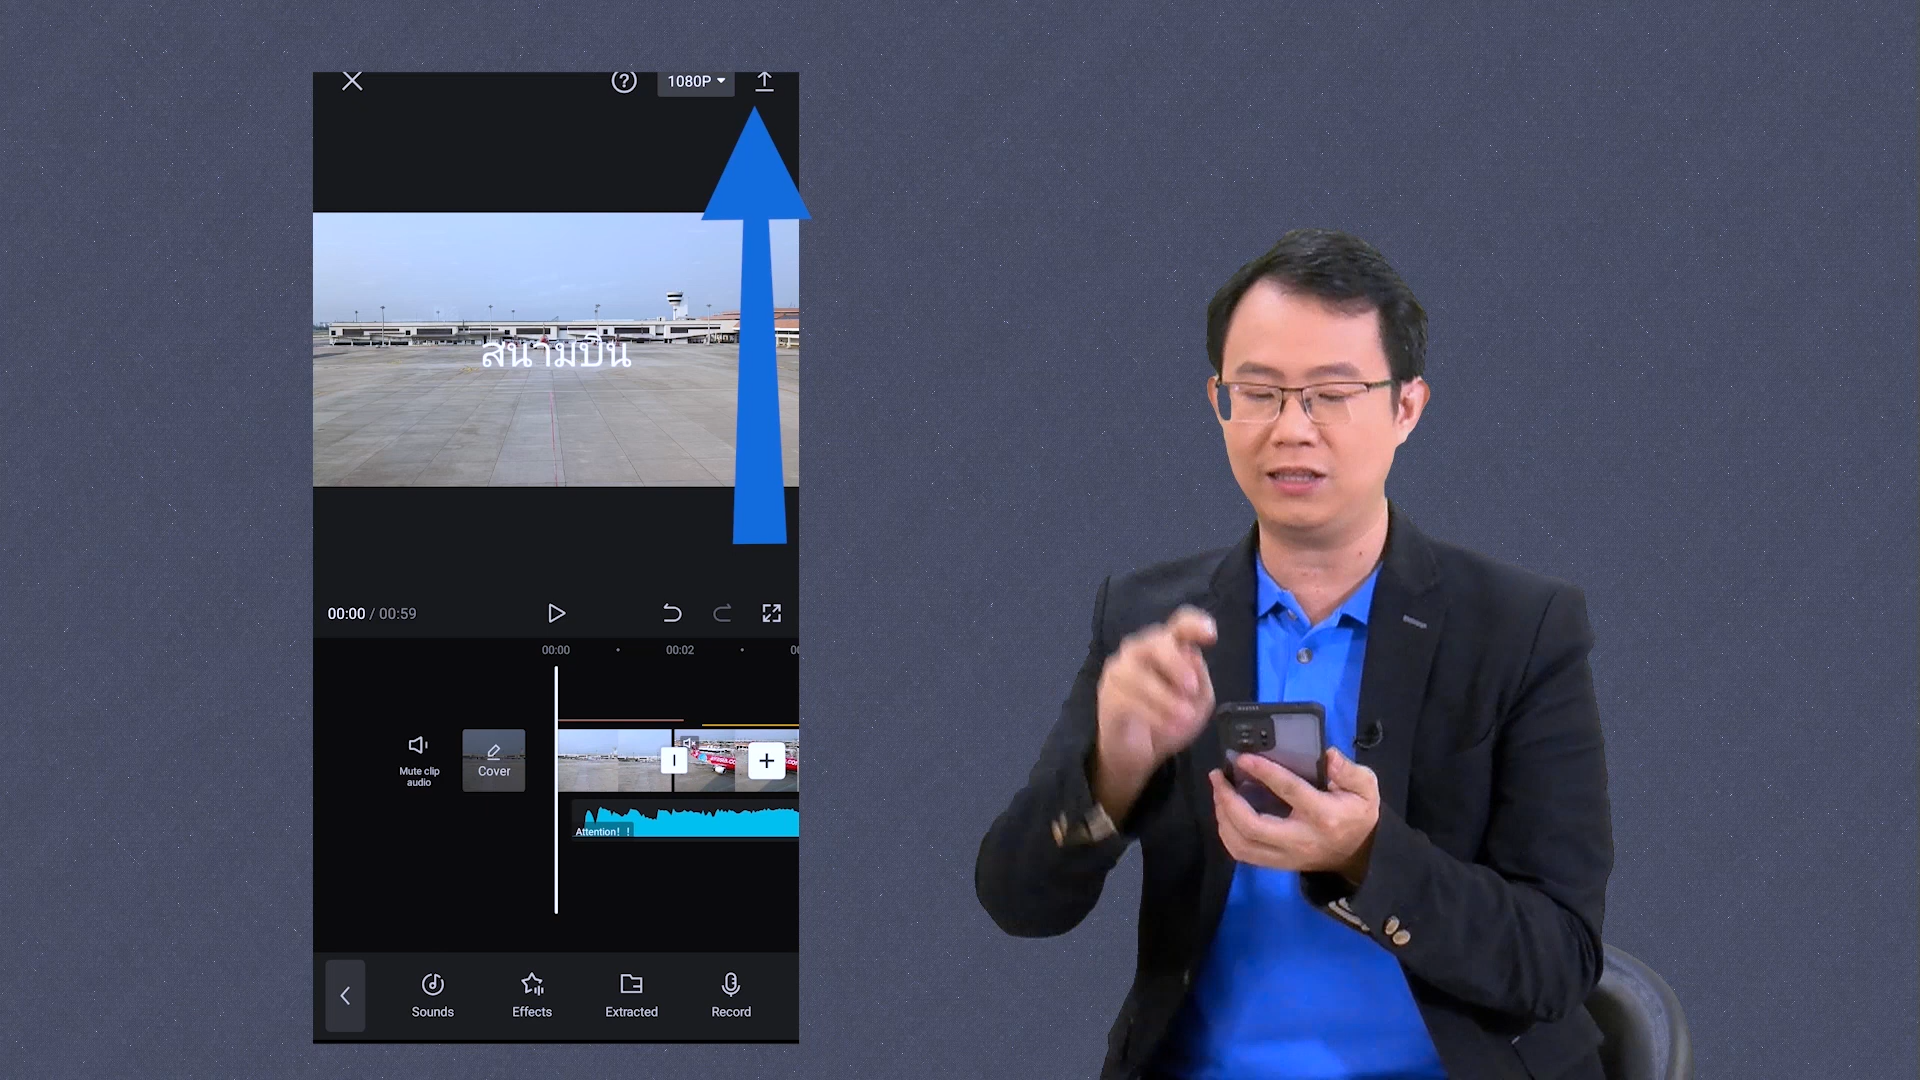 1080P
สนามบิน
00:00 / 00:59
00:00
00:02
Mute clip
audio
Cover
Attention! !
Sounds
Effects
Extracted
Record